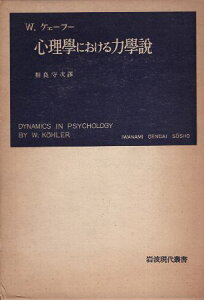 W. ケェーラー
心理學における力學說
相良守次譯
DYNAMICS IN PSYCHOLOGY
BY W. KÖHLER
IWANAMI GENDAI SŌSHO
岩波現代叢書